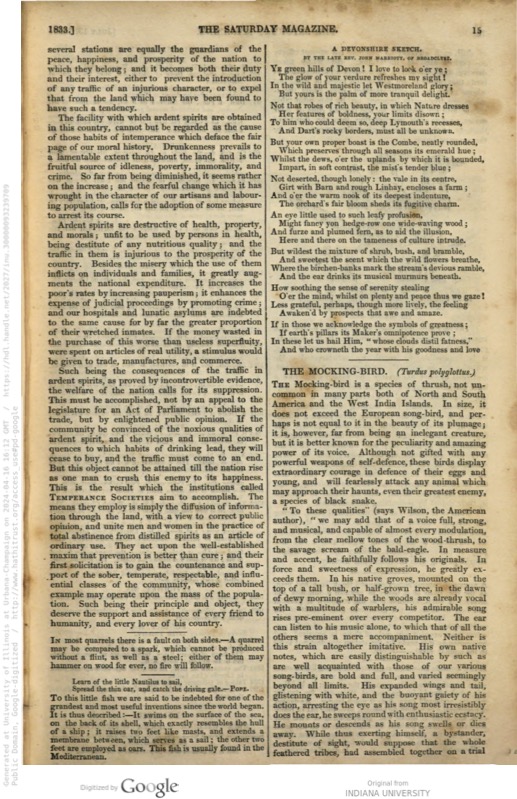 1833.]
THE SATURDAY MAGAZINE.
15
several stations are equally the guardians of the
peace, happiness, and prosperity of the nation to
which they belong; and it becomes both their duty
and their interest, either to prevent the introduction
of any traffic of an injurious character, or to expel
that from the land which may have been found to
have such a tendency.
The facility with which ardent spirits are obtained
in this country, cannot but be regarded as the cause
of those habits of intemperance which deface the fair
page of our moral history. Drunkenness prevails to
a lamentable extent throughout the land, and is the
fruitful source of idleness, poverty, immorality, and
crime. So far from being diminished, it seems rather
on the increase; and the fearful change which it has
wrought in the character of our artisans and labour-
ing population, calls for the adoption of some measure
to arrest its course.
Ardent spirits are destructive of health, property,
and morals; unfit to be used by persons in health,
being destitute of any nutritious quality; and the
traffic in them is injurious to the prosperity of the
country. Besides the misery which the use of them
inflicts on individuals and families, it greatly aug-
ments the national expenditure. It increases the
poor's rates by increasing pauperism; it enhances the
expense of judicial proceedings by promoting crime;
and our hospitals and lunatic asylums are indebted
to the same cause for by far the greater proportion
of their wretched inmates. If the money wasted in
the purchase of this worse than useless superfluity,
were spent on articles of real utility, a stimulus would
be given to trade, manufactures, and commerce.
Such being the consequences of the traffic in
ardent spirits, as proved by incontrovertible evidence,
the welfare of the nation calls for its suppression.
This must be accomplished, not by an appeal to the
legislature for an Act of Parliament to abolish the
trade, but by enlightened public opinion. If the
community be convinced of the noxious qualities of
ardent spirit, and the vicious and immoral conse-
quences to which habits of drinking lead, they will
cease to buy, and the traffic must come to an end.
But this object cannot be attained till the nation rise
as one man to crush this enemy to its happiness.
This is the result which the institutions called
TEMPERANCE SOCIETIES aim to accomplish. The
means they employ is simply the diffusion of informa-
tion through the land, with a view to correct public
opinion, and unite men and women in the practice of
total abstinence from distilled spirits as an article of
ordinary use. They act upon the well-established
maxim that prevention is better than cure; and their
first solicitation is to gain the countenance and sup-
port of the sober, temperate, respectable, and influ-
ential classes of the community, whose combined
example may operate upon the mass of the popula-
tion. Such being their principle and object, they
deserve the support and assistance of every friend to
humanity, and every lover of his country.
IN most quarrels there is a fault on both sides.—A quarrel
may be compared to a spark, which cannot be produced
without a flint, as well as a steel; either of them may
hammer on wood for ever, no fire will follow.
Learn of the little Nautilus to sail,
Spread the thin oar, and catch the driving gale.—POPE.
To this little fish we are said to be indebted for one of the
grandest and most useful inventions since the world began.
It is thus described:—It swims on the surface of the sea,
on the back of its shell, which exactly resembles the hull
of a ship; it raises two feet like masts, and extends a
membrane between, which serves as a sail; the other two
feet are employed as oars. This fish is usually found in the
Mediterranean.
A DEVONSHIRE SKETCH.
BY THE LATE REV. JOHN MARRIOTT, OF BROADCLYST.
YE green hills of Devon! I love to look o'er ye;
The glow of your verdure refreshes my sight!
In the wild and majestic let Westmoreland glory;
But yours is the palm of more tranquil delight.
Not that robes of rich beauty, in which Nature dresses
Her features of boldness, your limits disown;
To him who could deem so, deep Lymouth's recesses,
And Dart's rocky borders, must all be unknown.
But your own proper boast is the Combe, neatly rounded,
Which preserves through all seasons its emerald hue;
Whilst the dews, o'er the uplands by which it is bounded,
Impart, in soft contrast, the mist's tender blue;
Not deserted, though lonely: the vale in its centre,
Girt with Barn and rough Linhay, encloses a farm;
And o'er the warm nook of its deepest indenture,
The orchard's fair bloom sheds its fugitive charm.
An eye little used to such leafy profusion,
Might fancy you hedge-row one wide-waving wood;
And furze and plumed fern, as to aid the illusion,
Here and there on the tameness of culture intrude.
But wildest the mixture of shrub, bush, and bramble,
And sweetest the scent which the wild flowers breathe,
Where the birchen-banks mark the stream's devious ramble,
And the ear drinks its musical murmurs beneath.
How soothing the sense of serenity stealing
O'er the mind, whilst on plenty and peace thus we gaze!
Less grateful, perhaps, though more lively, the feeling
Awaken'd by prospects that awe and amaze.
If in those we acknowledge the symbols of greatness;
If earth's pillars its Maker's omnipotence prove;
In these let us hail Him, "whose clouds distil fatness,"
And who crowneth the year with his goodness and love
THE MOCKING-BIRD. (Turdus polyglottus.)
THE Mocking-bird is a species of thrush, not un-
common in many parts both of North and South
America and the West India Islands. In size, it
does not exceed the European song-bird, and per-
haps is not equal to it in the beauty of its plumage;
it is, however, far from being an inelegant creature,
but it is better known for the peculiarity and amazing
power of its voice. Although not gifted with any
powerful weapons of self-defence, these birds display
extraordinary courage in defence of their eggs and
young, and will fearlessly attack any animal which
may approach their haunts, even their greatest enemy,
a species of black snake.
"To these qualities" (says Wilson, the American
author), "we may add that of a voice full, strong,
and musical, and capable of almost every modulation,
from the clear mellow tones of the wood-thrush, to
the savage scream of the bald-eagle. In measure
and accent, he faithfully follows his originals. In
force and sweetness of expression, he greatly ex-
ceeds them. In his native groves, mounted on the
top of a tall bush, or half-grown tree, in the dawn
of dewy morning, while the woods are already vocal
with a multitude of warblers, his admirable song
rises pre-eminent over every competitor. The ear
can listen to his music alone, to which that of all the
others seems a mere accompaniment. Neither is
this strain altogether imitative. His own native
notes, which are easily distinguishable by such as
are well acquainted with those of our various
song-birds, are bold and full, and varied seemingly
beyond all limits. His expanded wings and tail,
glistening with white, and the buoyant gaiety of his
action, arresting the eye as his song most irresistibly
does the ear, he sweeps round with enthusiastic ecstasy.
He mounts or descends as his song swells or dies
away. While thus exerting himself, a bystander,
destitute of sight, would suppose that the whole
feathered tribes, had assembled together on a trial
Generated at University of Illinois at Urbana-Champaign on 2024-04-16 16:12 GMT / https://hdl.handle.net/2027/inu.30000093239709
Public Domain, Google-digitized / http://www.hathitrust.org/access_use#pd-google
Digitized by Google
Original from
INDIANA UNIVERSITY